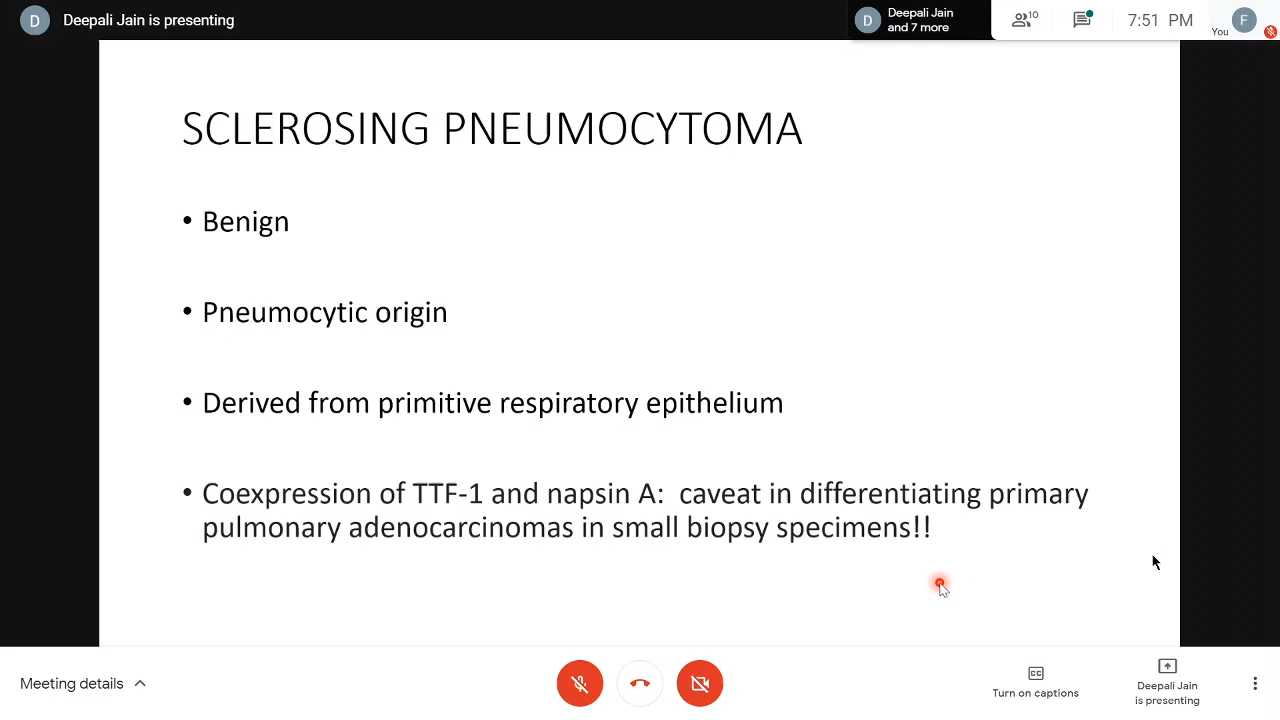 D Deepali Jain is presenting
D Deepali Jain
and 7 more
10
7:51 PM
You
F
SCLEROSING PNEUMOCYTOMA
• Benign
• Pneumocytic origin
• Derived from primitive respiratory epithelium
• Coexpression of TTF-1 and napsin A: caveat in differentiating primary
pulmonary adenocarcinomas in small biopsy specimens!!
Meeting details
CC
Turn on captions
Deepali Jain
is presenting